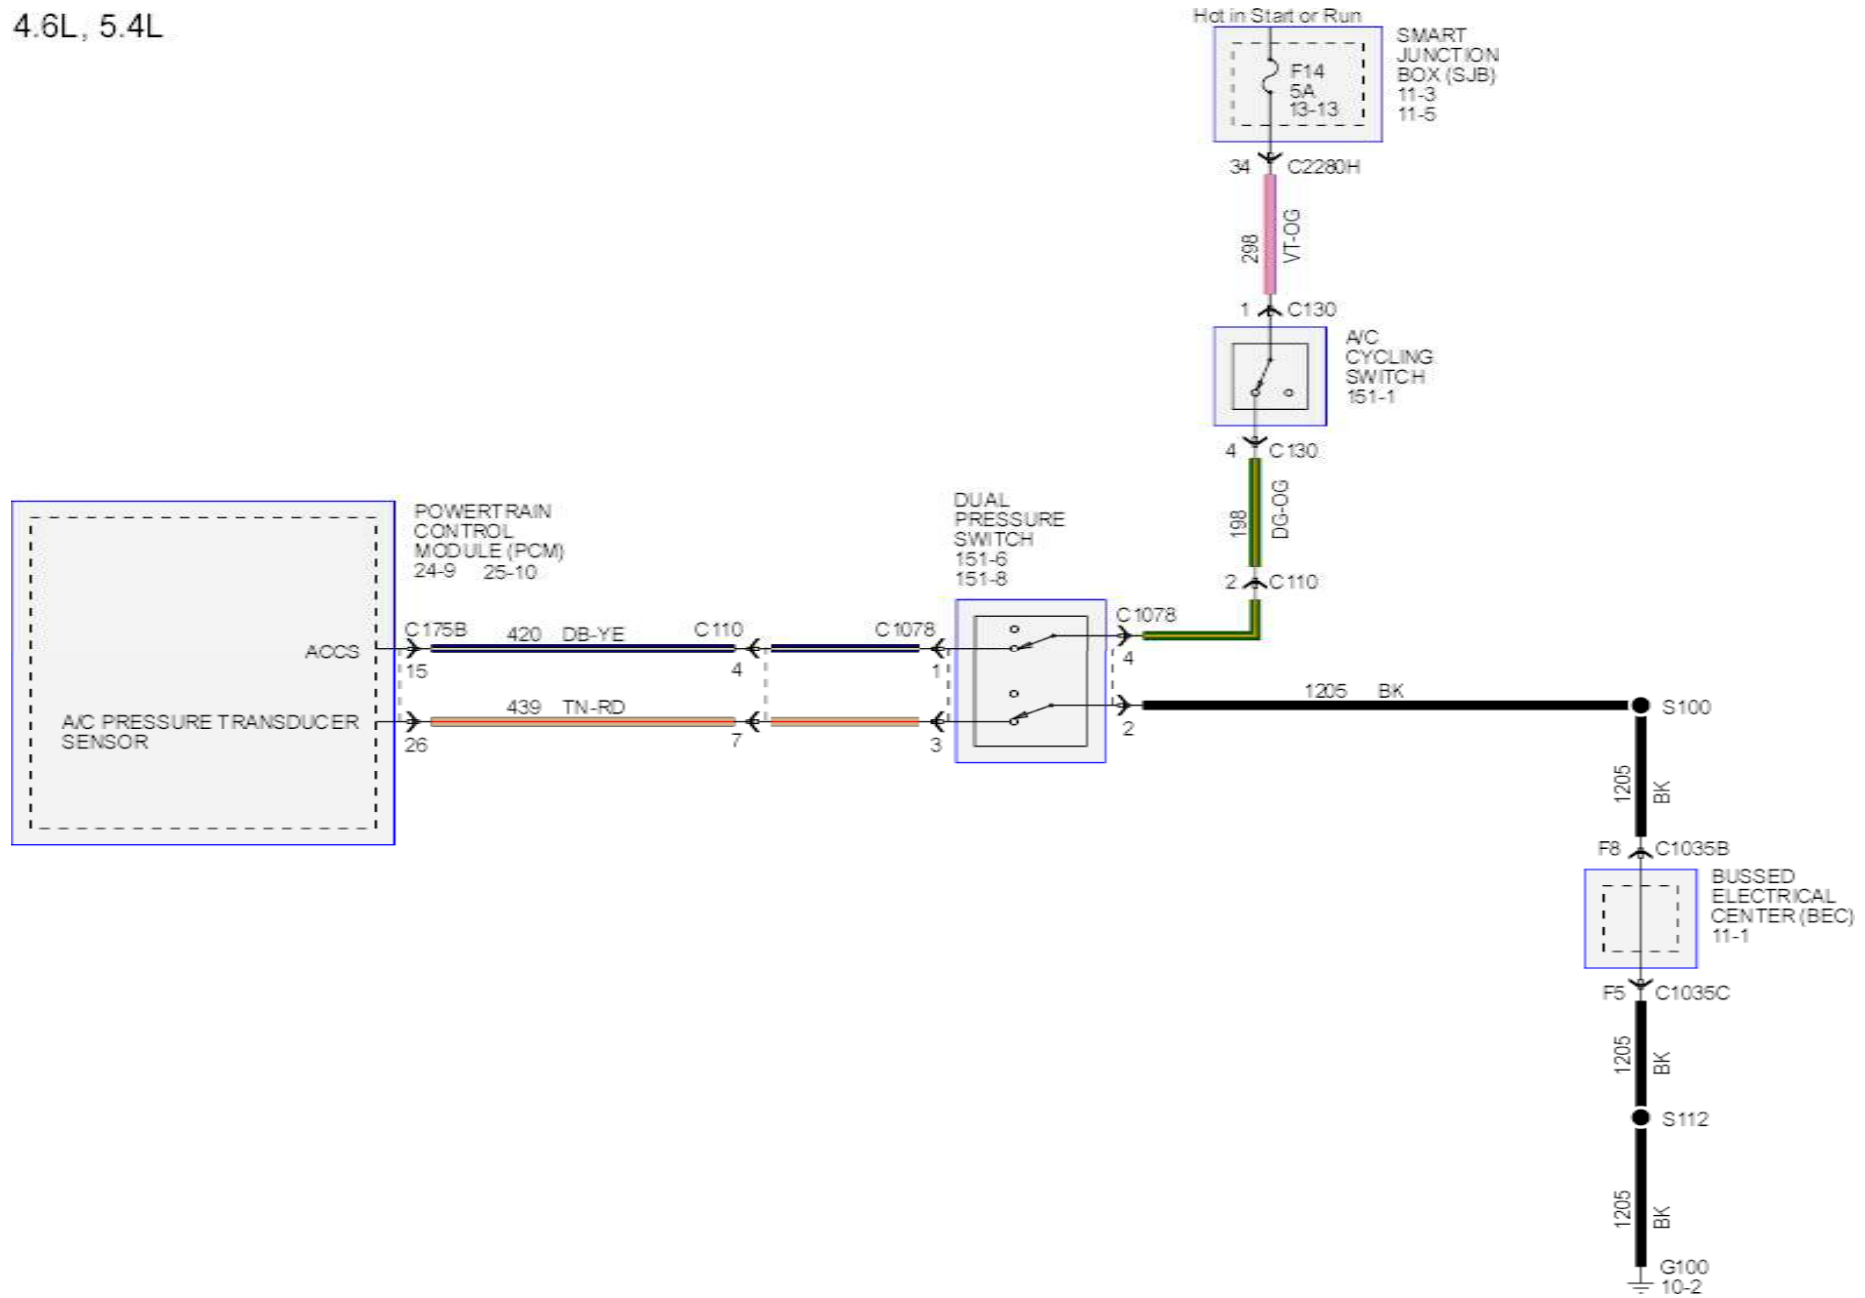 4.6L, 5.4L
Hot in Start or Run
SMART
JUNCTION
BOX (SJB)
11-3
11-5
F14
5A
13-13
34
C2280H
298
VT-OG
1
C130
A/C
CYCLING
SWITCH
151-1
4
C130
198
DG-OG
2
C110
POWERTRAIN
CONTROL
MODULE (PCM)
24-9 25-10
DUAL
PRESSURE
SWITCH
151-6
151-8
ACCS
C175B
15
420 DB-YE
C110
4
C1078
1
C1078
4
A/C PRESSURE TRANSDUCER
SENSOR
26
439 TN-RD
7
3
2
1205 BK
S100
1205
BK
F8
C1035B
BUSSED
ELECTRICAL
CENTER (BEC)
11-1
F5
C1035C
1205
BK
S112
1205
BK
G100
10-2